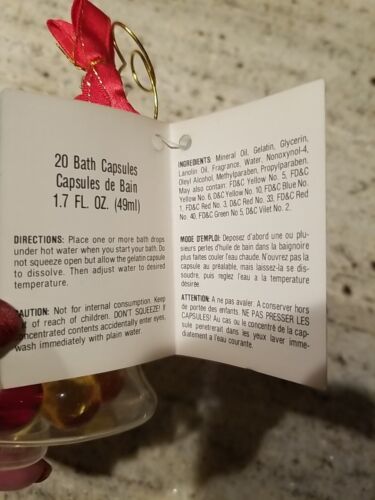 20 Bath Capsules
Capsules de Bain
1.7 FL. OZ. (49ml)
DIRECTIONS: Place one or more bath drops
under hot water when you start your bath. Do
not squeeze open but allow the gelatin capsule
to dissolve. Then adjust water to desired
temperature.
CAUTION: Not for internal consumption. Keep
out of reach of children. DON'T SQUEEZE! If
concentrated contents accidentally enter eyes,
wash immediately with plain water.
INGREDIENTS: Mineral Oil, Gelatin, Glycerin,
Lanolin Oil, Fragrance, Water, Nonoxynol-4,
Oleyl Alcohol, Methylparaben, Propylparaben.
May also contain: FD&C Yellow No. 5, FD&C
Yellow No. 6, D&C Yellow No. 10, FD&C Blue No.
1, FD&C Red No. 3, D&C Red No. 33, FD&C Red
No. 40, FD&C Green No 5, D&C Vilet No. 2.
MODE D'EMPLOI: Deposez d'abord une ou plu-
sieurs perles d'huile de bain dans la baignoire
plus faites couler l'eau chaude. N'ouvrez pas la
capsule au préalable, mais laissez-la se dis-
soudre, puis reglez l'eau a la température
désirée
ATTENTION: A ne pas avaler. A conserver hors
de portée des enfants. NE PAS PRESSER LES
CAPSULES! Au cas ou le concentré de la cap-
sule penetrerait dans les yeux laver imme-
diatement a l'eau courante.